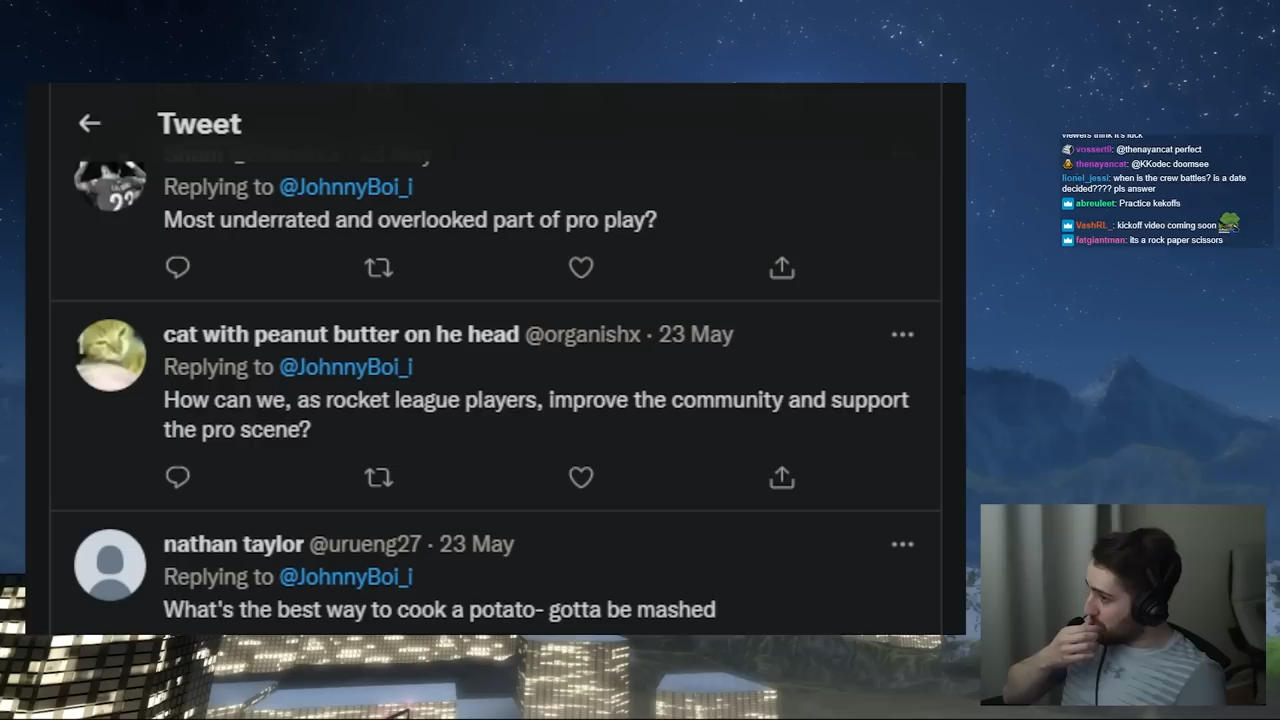 Tweet
Replying to @JohnnyBoi_i
Most underrated and overlooked part of pro play?
cat with peanut butter on he head @organishx · 23 May
Replying to @JohnnyBoi_i
How can we, as rocket league players, improve the community and support
the pro scene?
nathan taylor @urueng27 · 23 May
Replying to @JohnnyBoi_i
What's the best way to cook a potato- gotta be mashed
viewers think it's luck
vossert8: @thenayancat perfect
thenayancat: @KKodec doomsee
lionel_jessi: when is the crew battles? is a date
decided???? pls answer
abreuleet: Practice kekoffs
VashRL_: kickoff video coming soon
fatgiantman: its a rock paper scissors